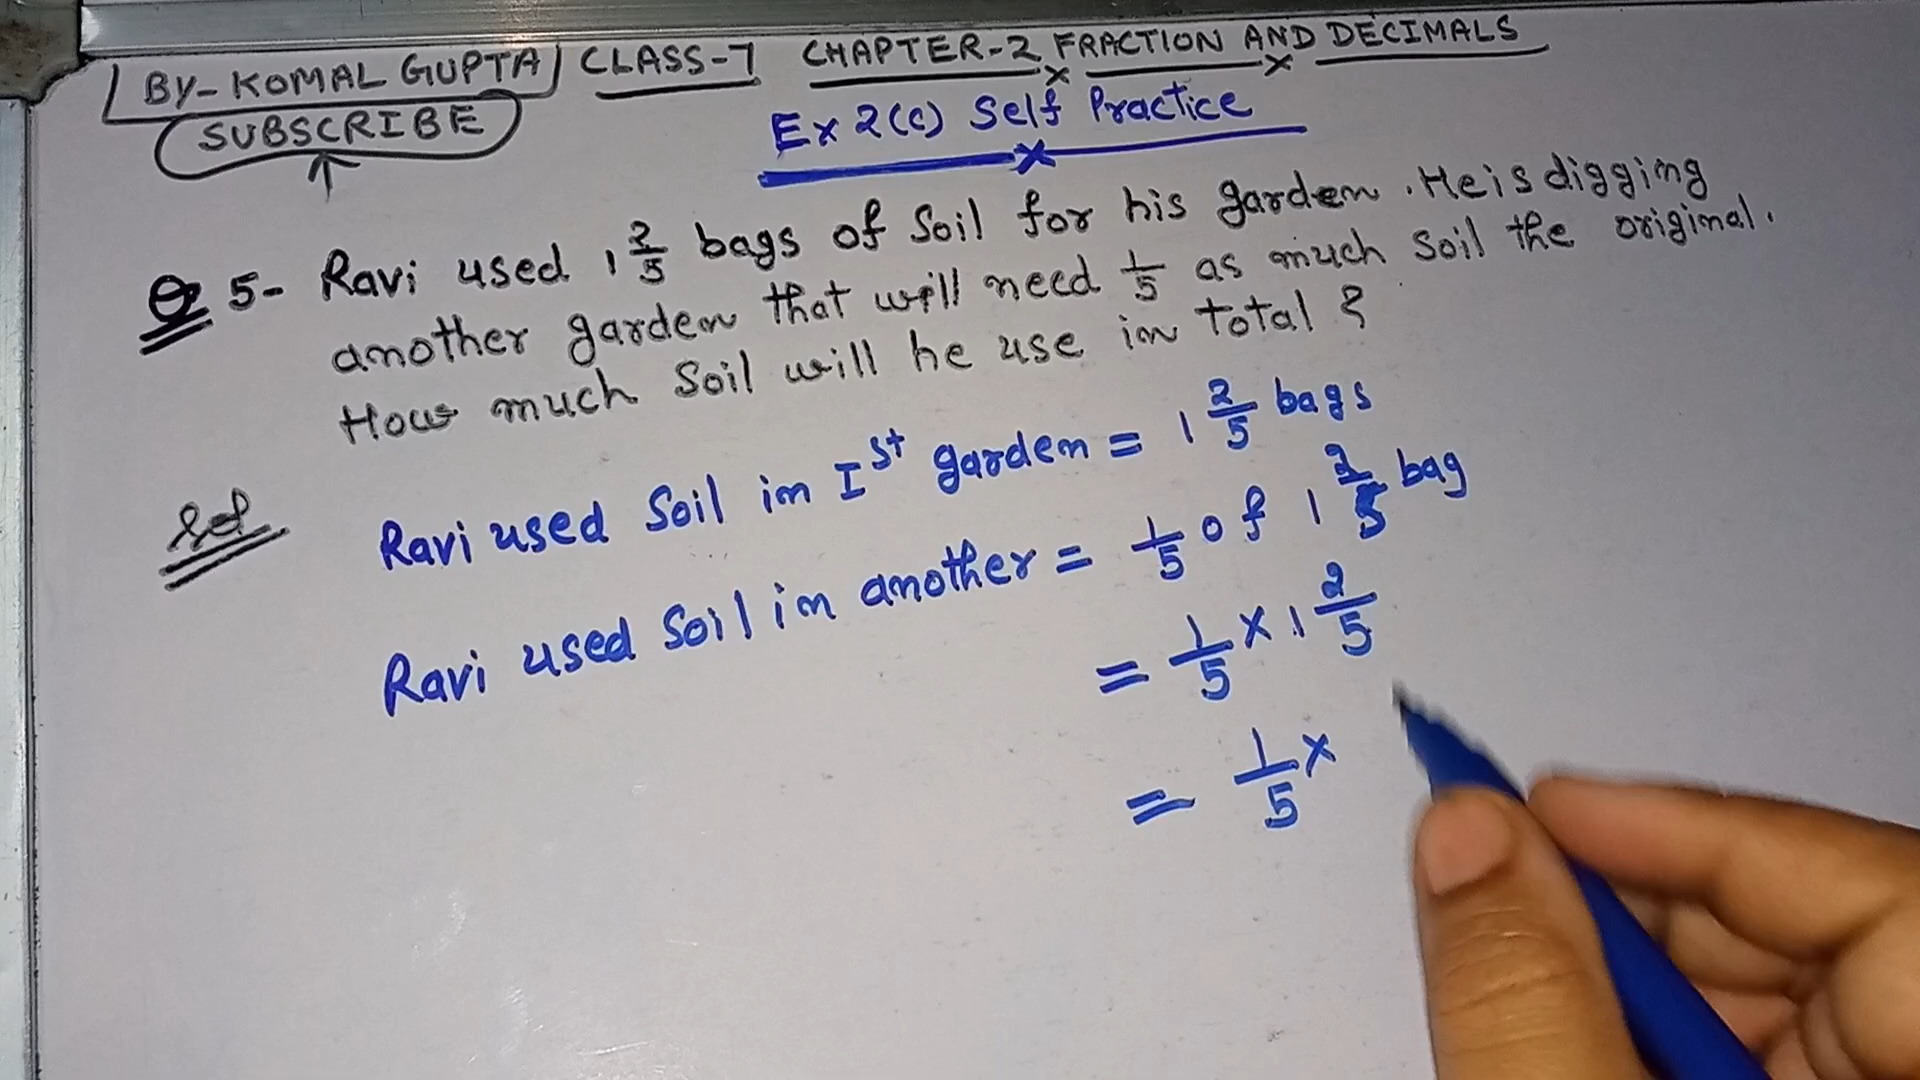 BY-KOMAL GUPTA CLASS-7 CHAPTER-2 FRACTION AND DECIMALS
SUBSCRIBE
Ex 2(c) Self Practice
Q 5- Ravi used 1 2/5 bags of Soil for his garden. He is digging
another garden that will need 1/5 as much soil the original.
How much Soil will he use in total?
Sol
Ravi used Soil in Ist garden = 1 2/5 bags
Ravi used Soil in another = 1/5 of 1 2/5 bag
= 1/5 × 1 2/5
= 1/5 ×